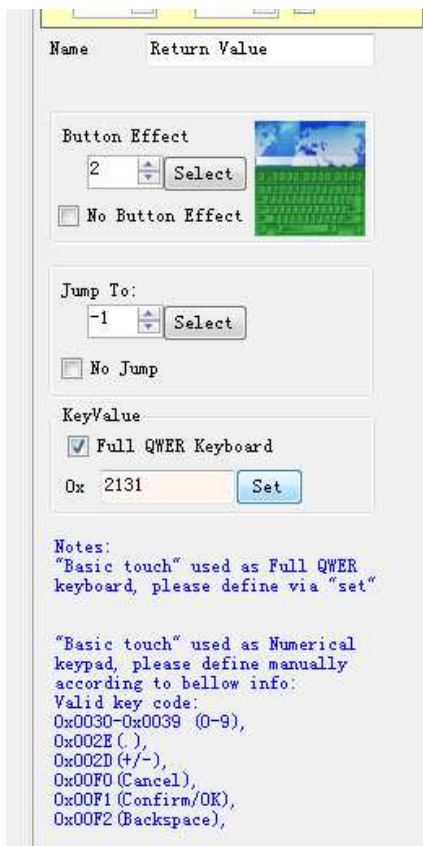 Name Return Value
Button Effect
2 Select
No Button Effect
Jump To:
-1 Select
No Jump
KeyValue
Full QWER Keyboard
0x 2131 Set
Notes:
"Basic touch" used as Full QWER
keyboard, please define via "set"
"Basic touch" used as Numerical
keypad, please define manually
according to bellow info:
Valid key code:
0x0030-0x0039 (0-9),
0x002E(.),
0x002D(+/-),
0x00F0(Cancel),
0x00F1(Confirm/OK),
0x00F2(Backspace),